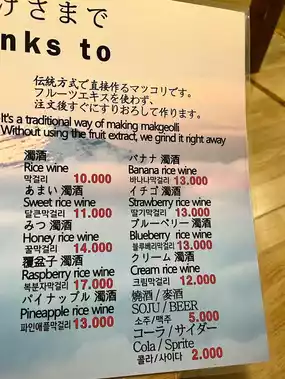 げさまで
nks to
伝統方式で直接作るマツコリです。
フルーツエキスを使わず、
注文後すぐにすりおろして作ります。
It's a traditional way of making makgeolli
Without using the fruit extract, we grind it right away
濁酒
Rice wine
막걸리 10.000
あまい 濁酒
Sweet rice wine
달큰막걸리 11.000
みつ 濁酒
Honey rice wine
꿀막걸리 14.000
覆盆子 濁酒
Raspberry rice wine
복분자막걸리 17.000
パイナップル 濁酒
Pineapple rice wine
파인애플막걸리 13.000
バナナ 濁酒
Banana rice wine
바나나막걸리 13.000
イチゴ 濁酒
Strawberry rice wine
딸기막걸리 13.000
ブルーベリー 濁酒
Blueberry rice wine
블루베리막걸리 13.000
クリーム 濁酒
Cream rice wine
크림막걸리 12.000
燒酒 / 麥酒
SOJU / BEER
소주/맥주 5.000
コーラ / サイダー
Cola / Sprite
콜라/사이다 2.000